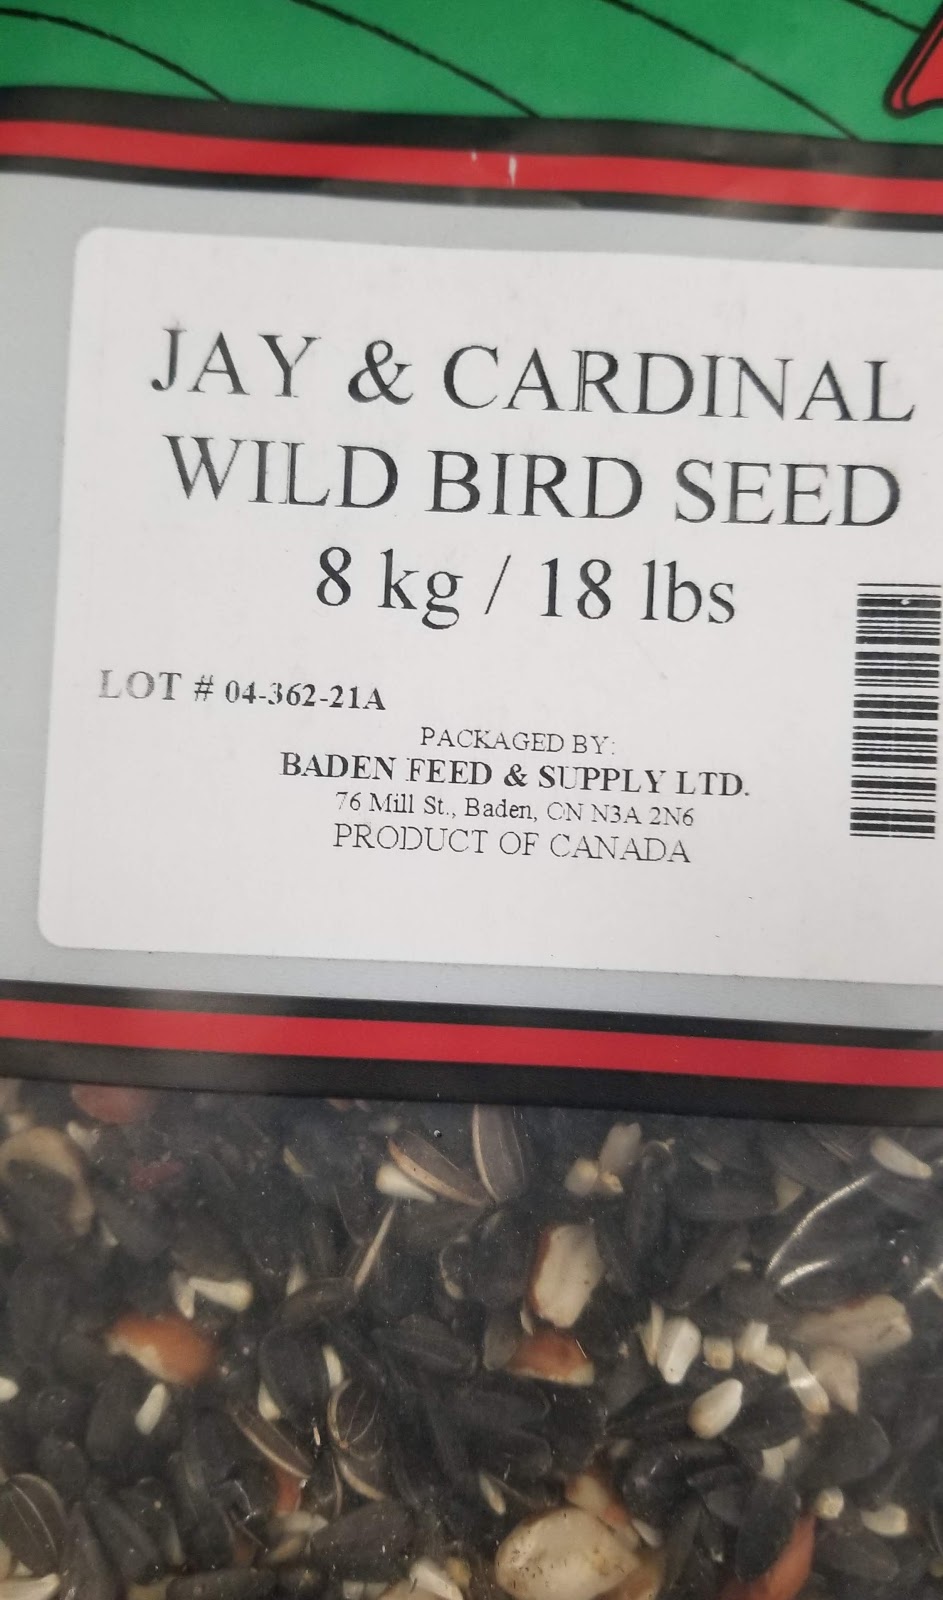 JAY & CARDINAL
WILD BIRD SEED
8 kg / 18 lbs
LOT # 04-362-21A
PACKAGED BY:
BADEN FEED & SUPPLY LTD.
76 Mill St., Baden, ON N3A 2N6
PRODUCT OF CANADA